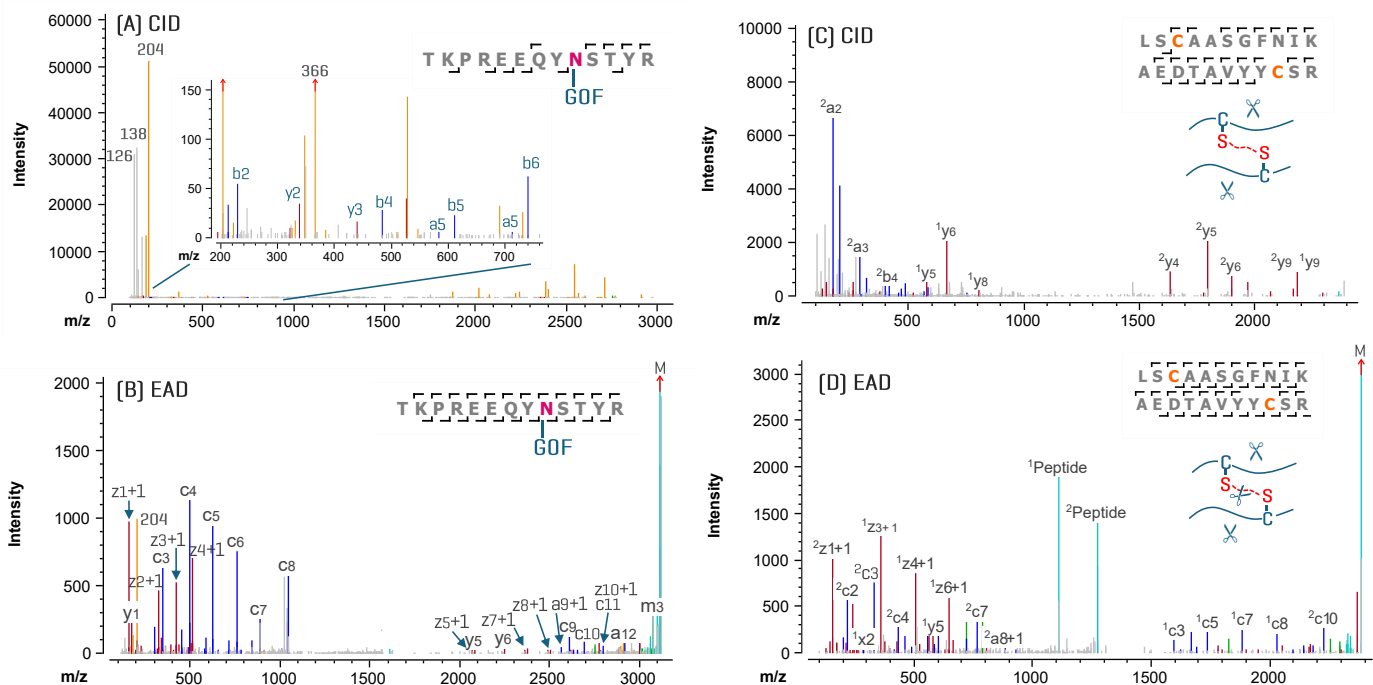 [A] CID
60000
50000
40000
30000
20000
10000
0
Intensity
204
138
126
366
150
100
50
0
b2
y2
y3
b4
a5
b5
a5
b6
m/z
200
300
400
500
600
700
TKPREEQYNSTYR
G0F
m/z
0
500
1000
1500
2000
2500
3000
[C] CID
10000
8000
6000
4000
2000
0
Intensity
2a2
2a3
2b4
1y5
1y6
1y8
2y4
2y5
2y6
2y9
1y9
LSCAASGFNIK
AEDTAVYYCSR
C
S
S
C
m/z
500
1000
1500
2000
[B] EAD
2000
1500
1000
500
0
Intensity
TKPREEQYNSTYR
G0F
M
z1+1
204
z3+1
c3
z2+1
y1
c4
z4+1
c5
c6
c7
c8
z5+1
y5
z7+1
y6
z8+1
a9+1
c9
c10
z10+1
c11
a12
m3
m/z
500
1000
1500
2000
2500
3000
[D] EAD
3000
2500
2000
1500
1000
500
0
Intensity
LSCAASGFNIK
AEDTAVYYCSR
C
S
S
C
M
1Peptide
2Peptide
2z1+1
2c2
1x2
2c3
1z3+1
2c4
1z4+1
1y5
1z6+1
2c7
2a8+1
1c3
1c5
1c7
1c8
2c10
m/z
500
1000
1500
2000